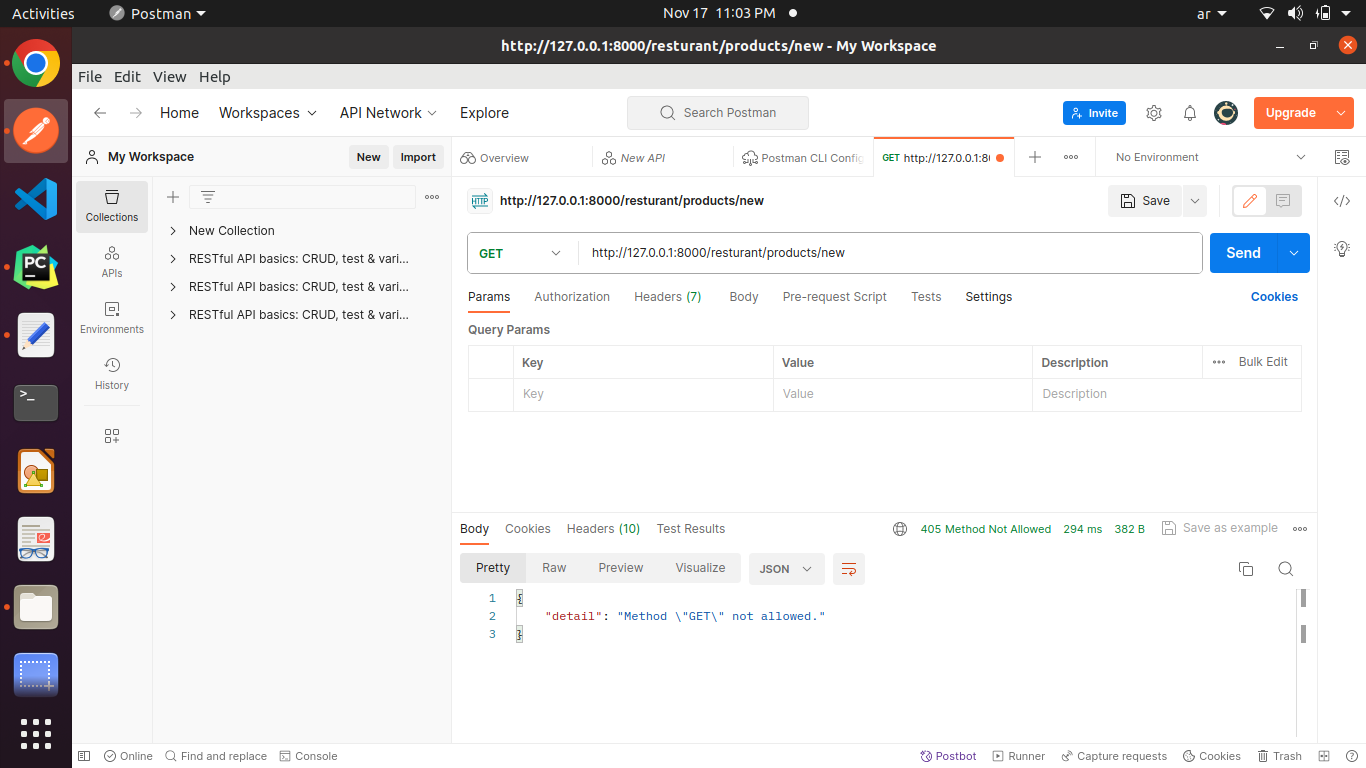 Activities Postman Nov 17 11:03 PM ar
http://127.0.0.1:8000/resturant/products/new - My Workspace
File Edit View Help
Home Workspaces API Network Explore Search Postman Invite Upgrade
My Workspace New Import Overview New API Postman CLI Config GET http://127.0.0.1:8 No Environment
Collections
APIs
Environments
History
New Collection
RESTful API basics: CRUD, test & vari...
RESTful API basics: CRUD, test & vari...
RESTful API basics: CRUD, test & vari...
HTTP http://127.0.0.1:8000/resturant/products/new Save
GET http://127.0.0.1:8000/resturant/products/new Send
Params Authorization Headers (7) Body Pre-request Script Tests Settings Cookies
Query Params
Key Value Description Bulk Edit
Key Value Description
Body Cookies Headers (10) Test Results 405 Method Not Allowed 294 ms 382 B Save as example
Pretty Raw Preview Visualize JSON
1 {
2 "detail": "Method \"GET\" not allowed."
3 }
PC
>_
Online Find and replace Console Postbot Runner Capture requests Cookies Trash